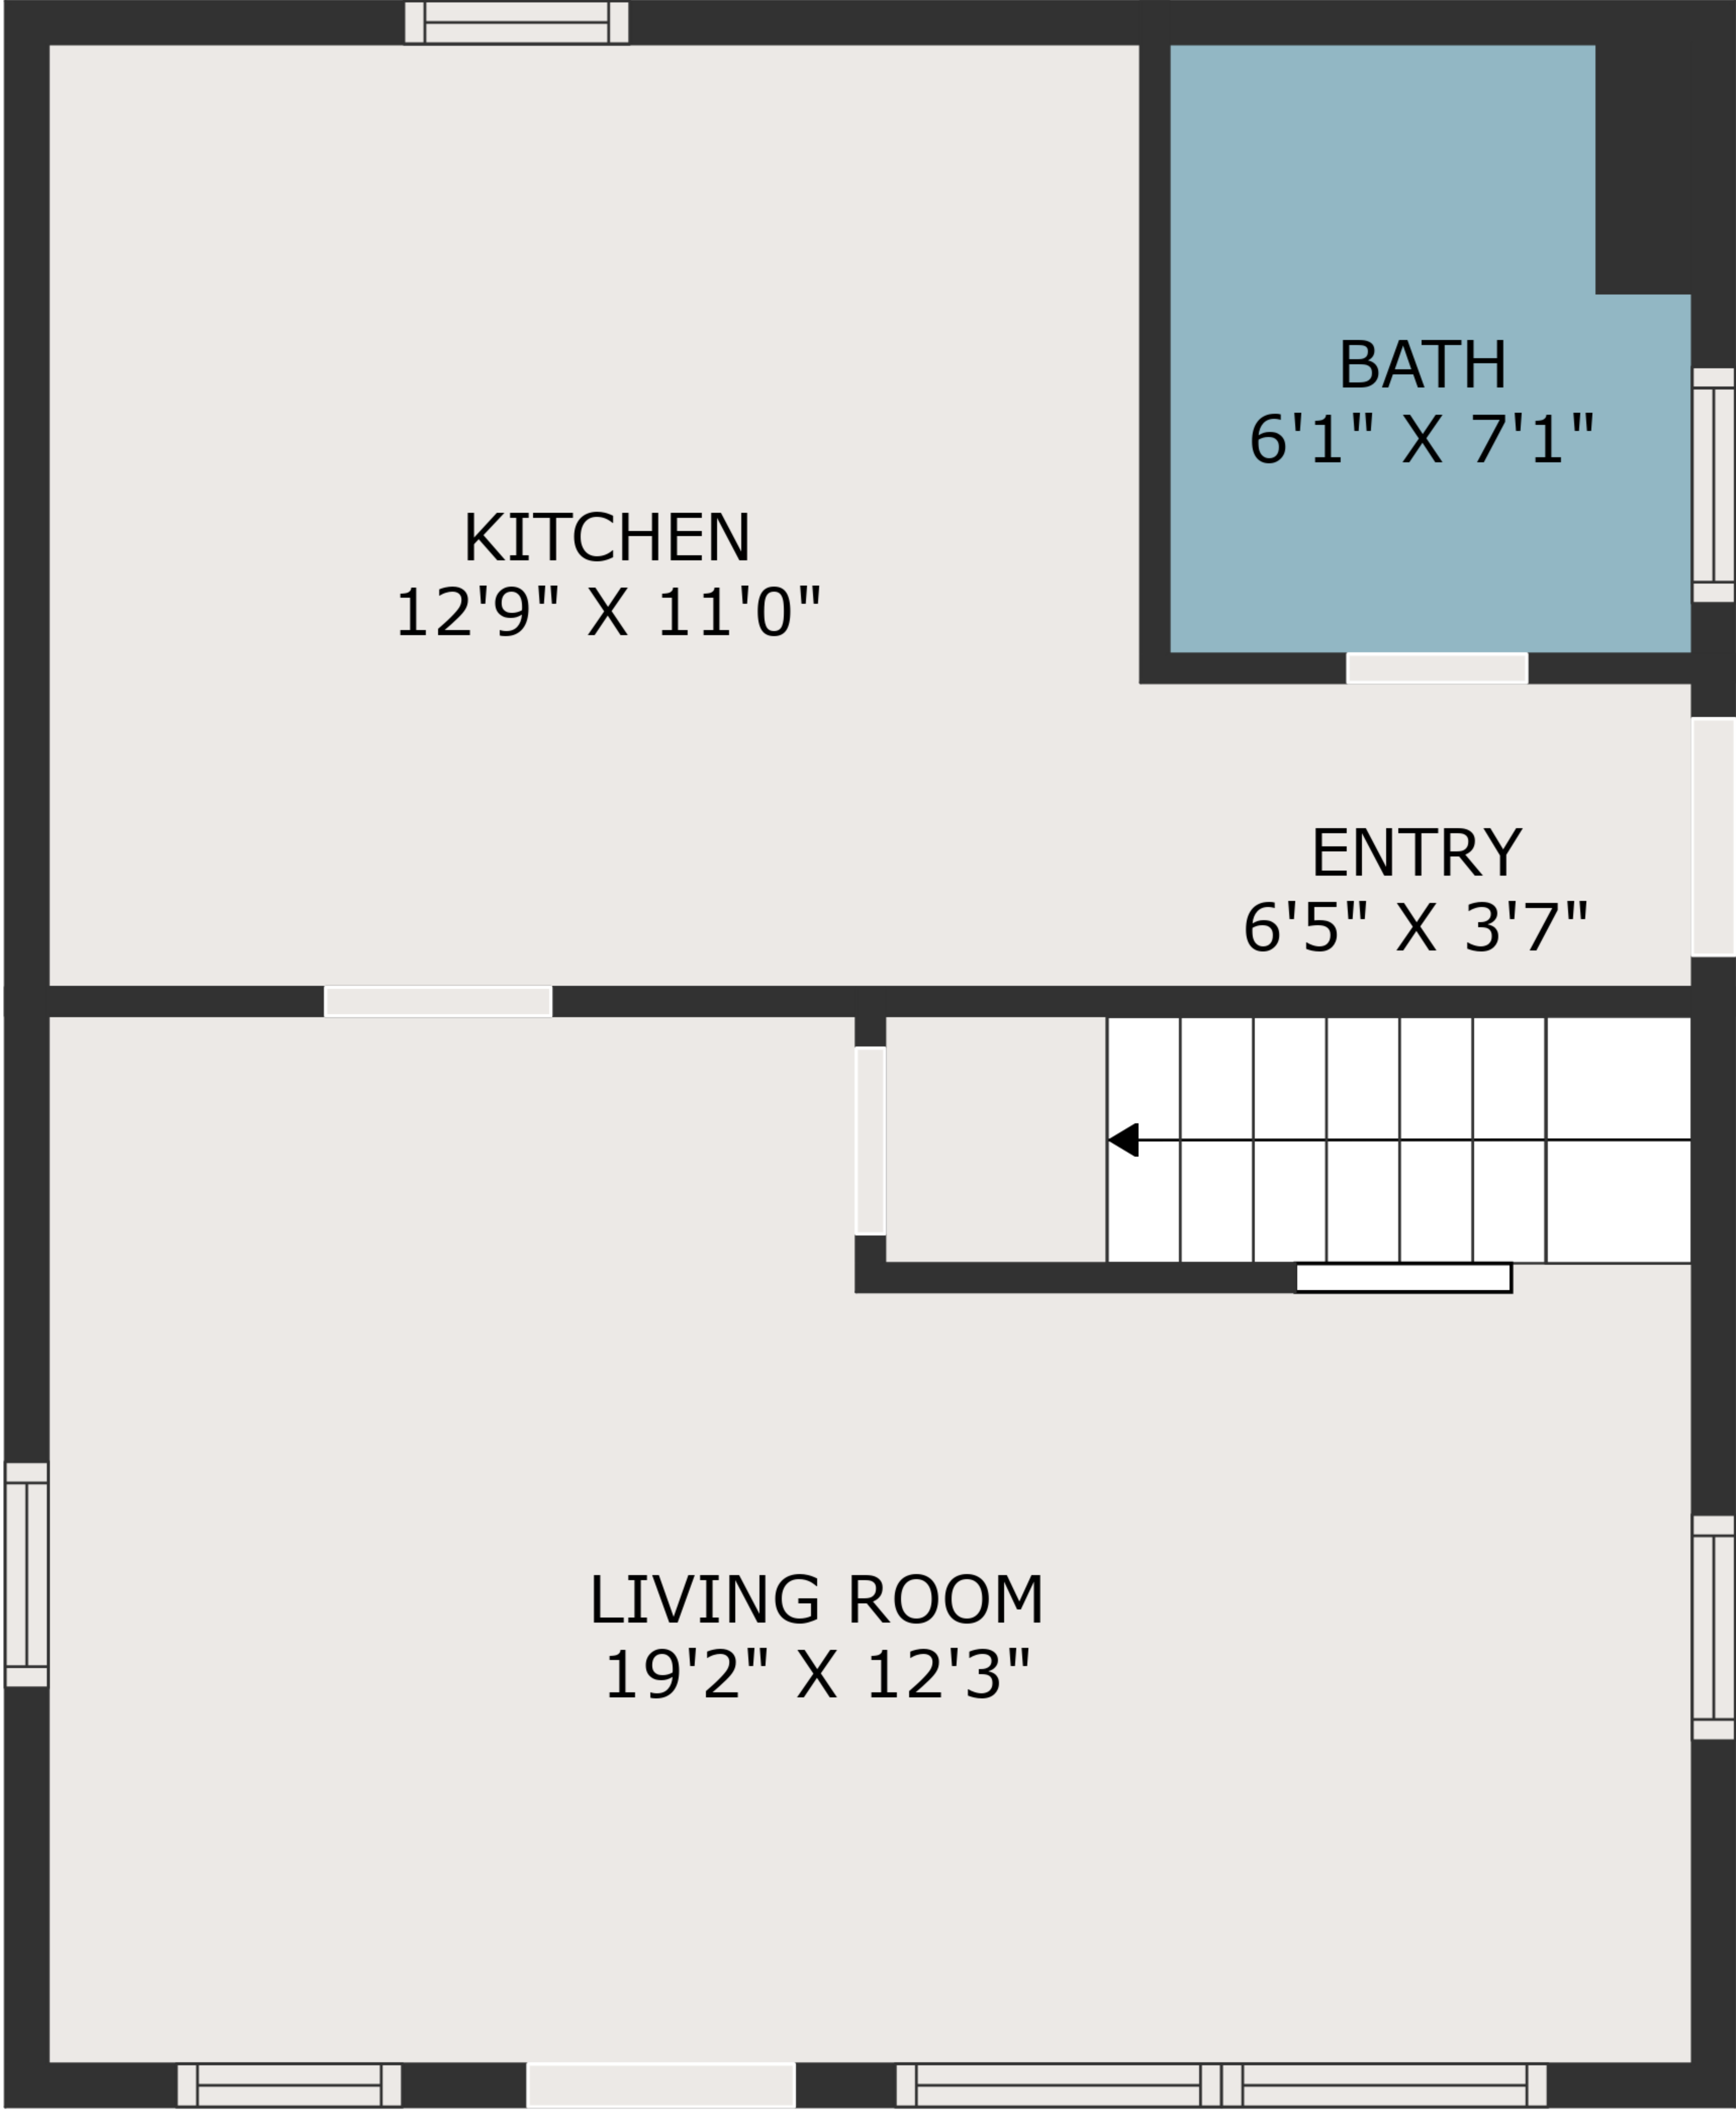 BATH
6'1" X 7'1"
KITCHEN
12'9" X 11'0"
ENTRY
6'5" X 3'7"
LIVING ROOM
19'2" X 12'3"